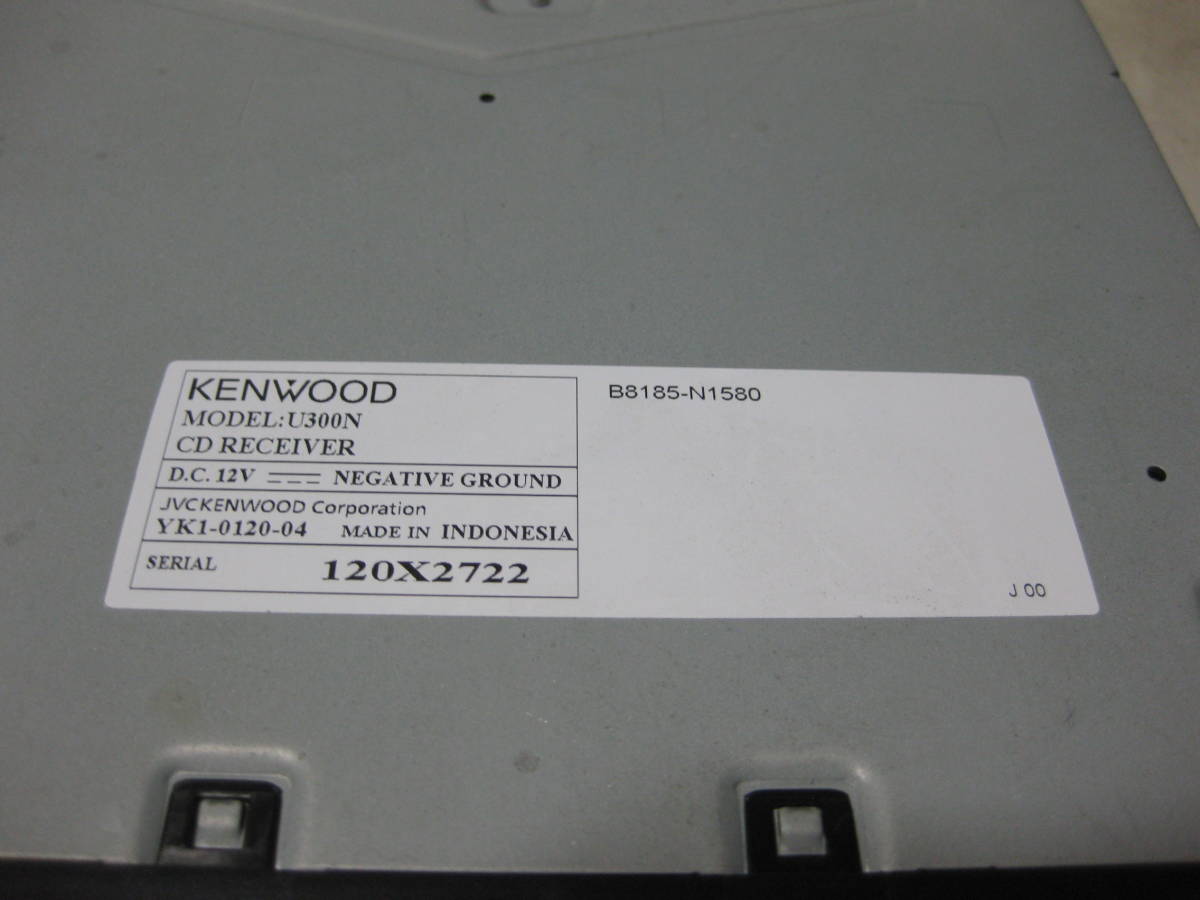 KENWOOD
MODEL: U300N
CD RECEIVER
D.C. 12V NEGATIVE GROUND
JVCKENWOOD Corporation
YK1-0120-04 MADE IN INDONESIA
SERIAL 120X2722
B8185-N1580
J 00